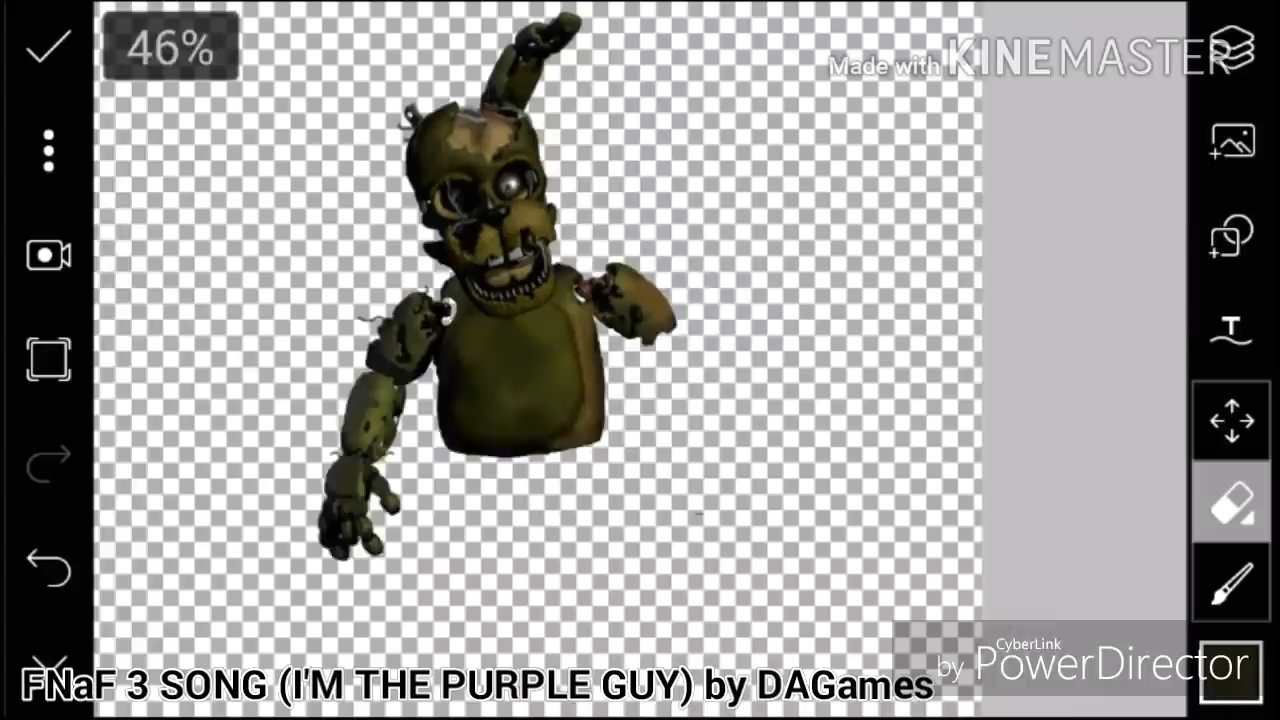 46%
Made with KINEMASTER
CyberLink
by PowerDirector
FNaF 3 SONG (I'M THE PURPLE GUY) by DAGames